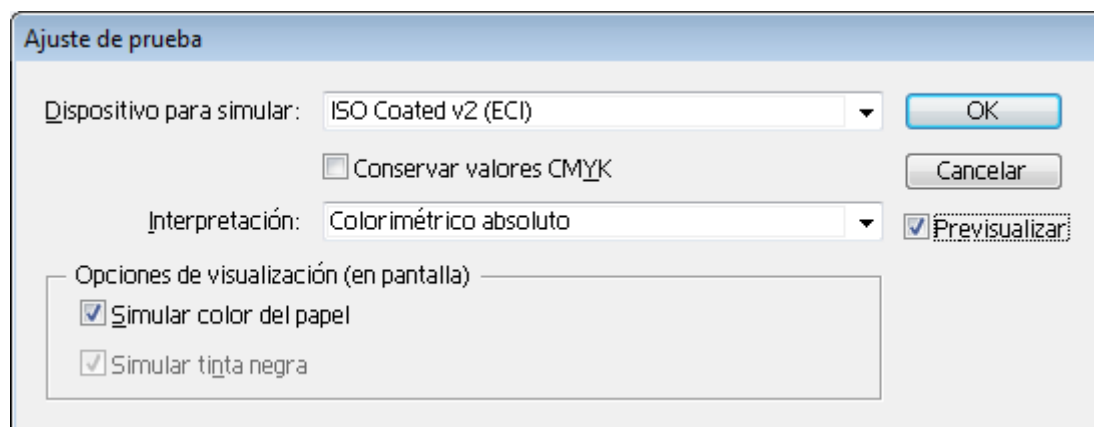 Ajuste de prueba
Dispositivo para simular: ISO Coated v2 (ECI) OK
Conservar valores CMYK Cancelar
Interpretación: Colorimétrico absoluto Previsualizar
Opciones de visualización (en pantalla)
Simular color del papel
Simular tinta negra